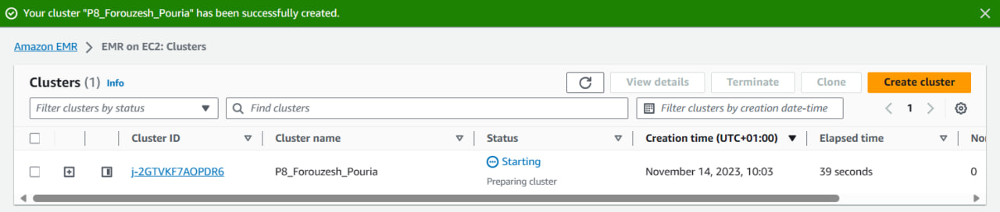 Your cluster "P8_Forouzesh_Pouria" has been successfully created.
Amazon EMR > EMR on EC2: Clusters
Clusters (1) Info View details Terminate Clone Create cluster
Filter clusters by status Find clusters Filter clusters by creation date-time 1
Cluster ID Cluster name Status Creation time (UTC+01:00) Elapsed time Noi
j-2GTVKF7AOPDR6 P8_Forouzesh_Pouria Starting November 14, 2023, 10:03 39 seconds 0
Preparing cluster